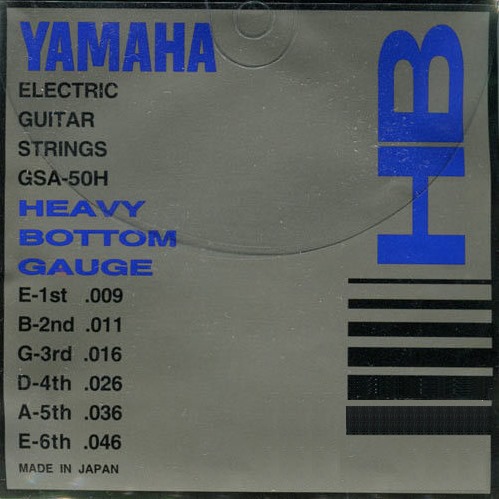 YAMAHA
ELECTRIC
GUITAR
STRINGS
GSA-50H
HEAVY
BOTTOM
GAUGE
E-1st .009
B-2nd .011
G-3rd .016
D-4th .026
A-5th .036
E-6th .046
MADE IN JAPAN
HB